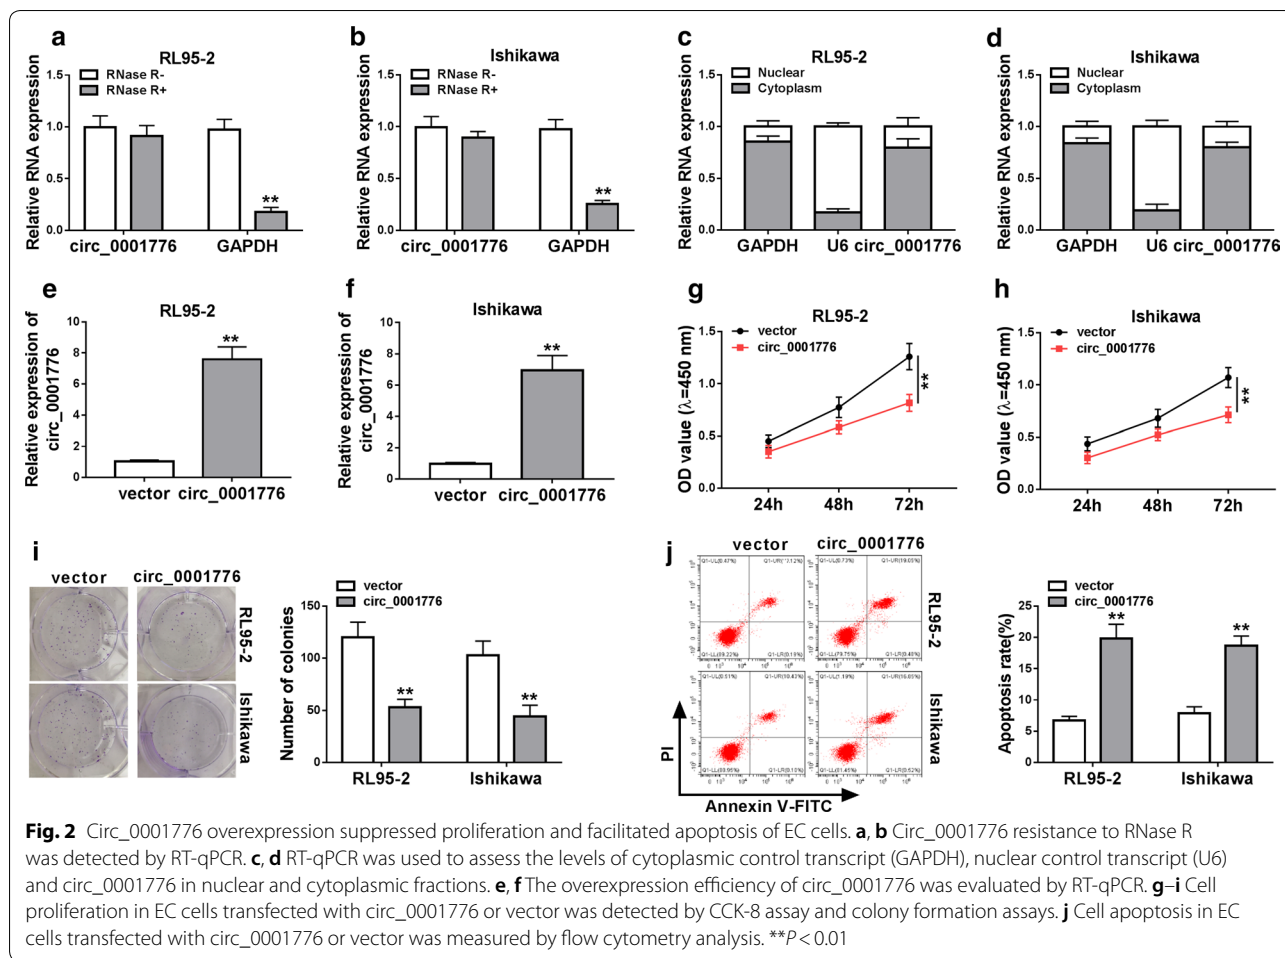 a
RL95-2
Relative RNA expression
1.5
1.0
0.5
0.0
RNase R-
RNase R+
**
circ_0001776
GAPDH
b
Ishikawa
Relative RNA expression
1.5
1.0
0.5
0.0
RNase R-
RNase R+
**
circ_0001776
GAPDH
c
RL95-2
Relative RNA expression
1.5
1.0
0.5
0.0
Nuclear
Cytoplasm
GAPDH
U6
circ_0001776
d
Ishikawa
Relative RNA expression
1.5
1.0
0.5
0.0
Nuclear
Cytoplasm
GAPDH
U6
circ_0001776
e
RL95-2
Relative expression of
circ_0001776
10
8
6
4
2
0
**
vector
circ_0001776
f
Ishikawa
Relative expression of
circ_0001776
10
8
6
4
2
0
**
vector
circ_0001776
g
RL95-2
OD value (λ=450 nm)
1.5
1.0
0.5
0.0
vector
circ_0001776
**
24h
48h
72h
h
Ishikawa
OD value (λ=450 nm)
1.5
1.0
0.5
0.0
vector
circ_0001776
**
24h
48h
72h
i
vector
circ_0001776
RL95-2
Ishikawa
Number of colonies
150
100
50
0
vector
circ_0001776
**
**
RL95-2
Ishikawa
j
vector
circ_0001776
RL95-2
Ishikawa
PI
Annexin V-FITC
Apoptosis rate(%)
25
20
15
10
5
0
vector
circ_0001776
**
**
RL95-2
Ishikawa
Fig. 2 Circ_0001776 overexpression suppressed proliferation and facilitated apoptosis of EC cells. a, b Circ_0001776 resistance to RNase R
was detected by RT-qPCR. c, d RT-qPCR was used to assess the levels of cytoplasmic control transcript (GAPDH), nuclear control transcript (U6)
and circ_0001776 in nuclear and cytoplasmic fractions. e, f The overexpression efficiency of circ_0001776 was evaluated by RT-qPCR. g–i Cell
proliferation in EC cells transfected with circ_0001776 or vector was detected by CCK-8 assay and colony formation assays. j Cell apoptosis in EC
cells transfected with circ_0001776 or vector was measured by flow cytometry analysis. **P < 0.01